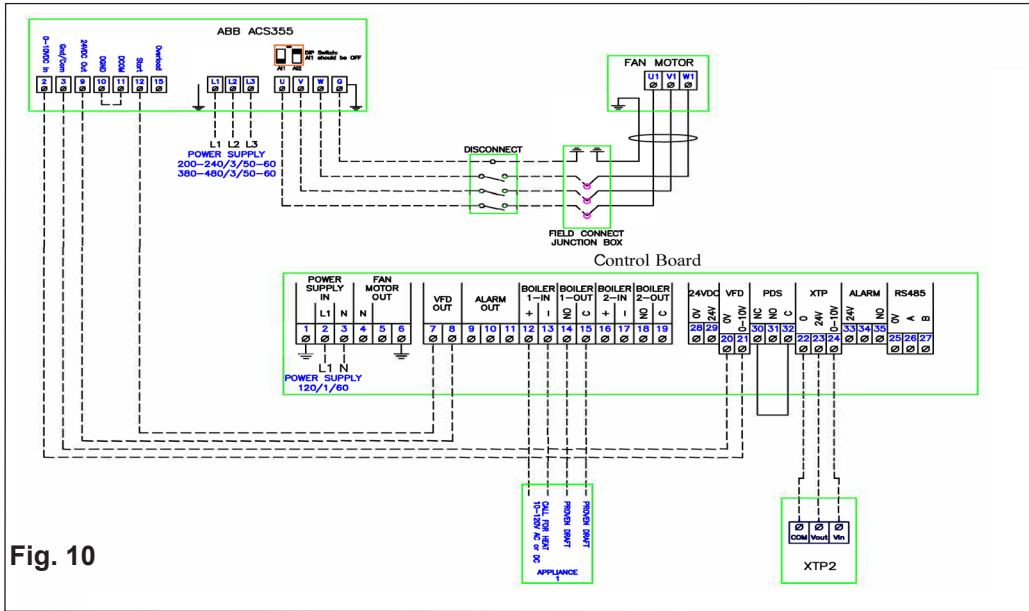 ABB ACS355
0-10VDC In
Gnd/Com
24VDC Out
DGND
DCOM
Start
Overload
2 3 9 10 11 12 15
DIP Switch:
AI1 should be OFF
AI1 AI2
L1 L2 L3
U V W G
L1 L2 L3
POWER SUPPLY
200-240/3/50-60
380-480/3/50-60
FAN MOTOR
U1 V1 W1
DISCONNECT
FIELD CONNECT
JUNCTION BOX
Control Board
POWER
SUPPLY
IN
L1 N
FAN
MOTOR
OUT
N
VFD
OUT
ALARM
OUT
BOILER
1-IN
+ -
BOILER
1-OUT
NO C
BOILER
2-IN
+ -
BOILER
2-OUT
NO C
24VDC
0V 24V
VFD
0V 0-10V
PDS
NC NO C
XTP
0 24V 0-10V
ALARM
NO
RS485
0V A B
1 2 3 4 5 6 7 8 9 10 11 12 13 14 15 16 17 18 19
28 29 20 21 30 31 32 22 23 24 33 34 35 25 26 27
L1 N
POWER SUPPLY
120/1/60
10-120V AC or DC
CALL FOR HEAT
PROVEN DRAFT
PROVEN DRAFT
APPLIANCE
1
COM Vout Vin
XTP2
Fig. 10